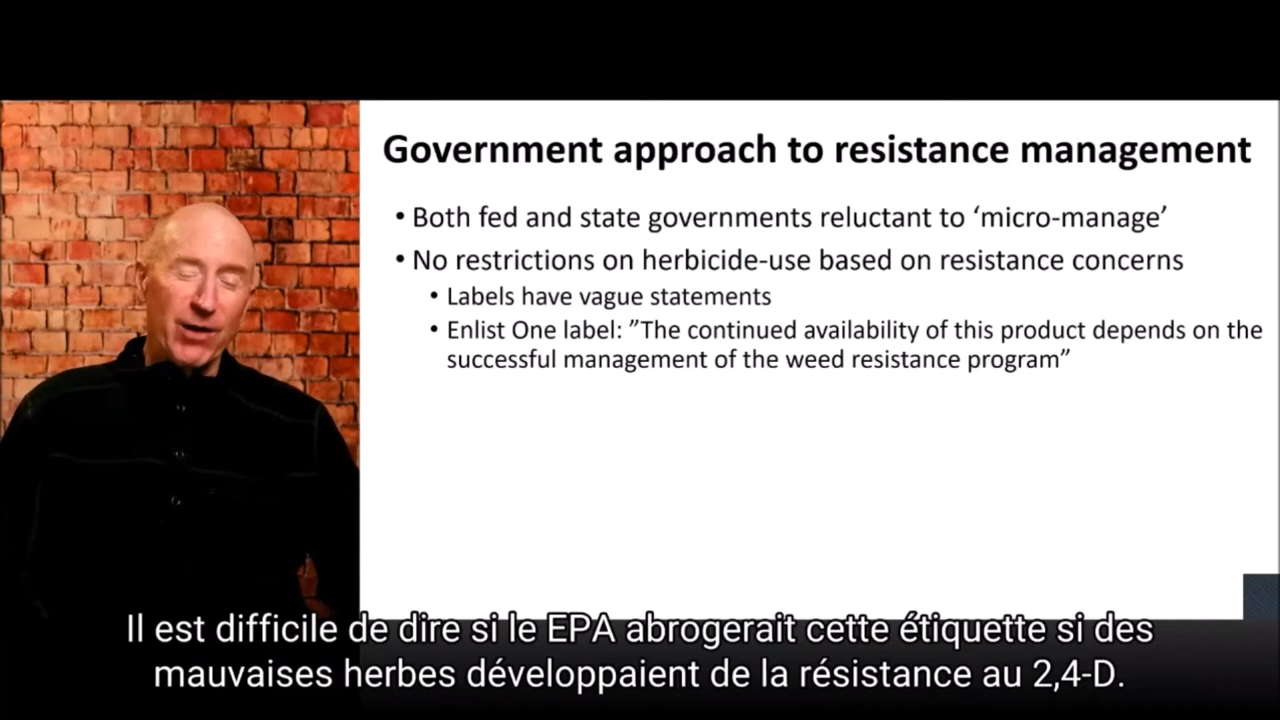 Government approach to resistance management
• Both fed and state governments reluctant to ‘micro-manage’
• No restrictions on herbicide-use based on resistance concerns
• Labels have vague statements
• Enlist One label: ”The continued availability of this product depends on the
successful management of the weed resistance program”
Il est difficile de dire si le EPA abrogerait cette étiquette si des
mauvaises herbes développaient de la résistance au 2,4-D.